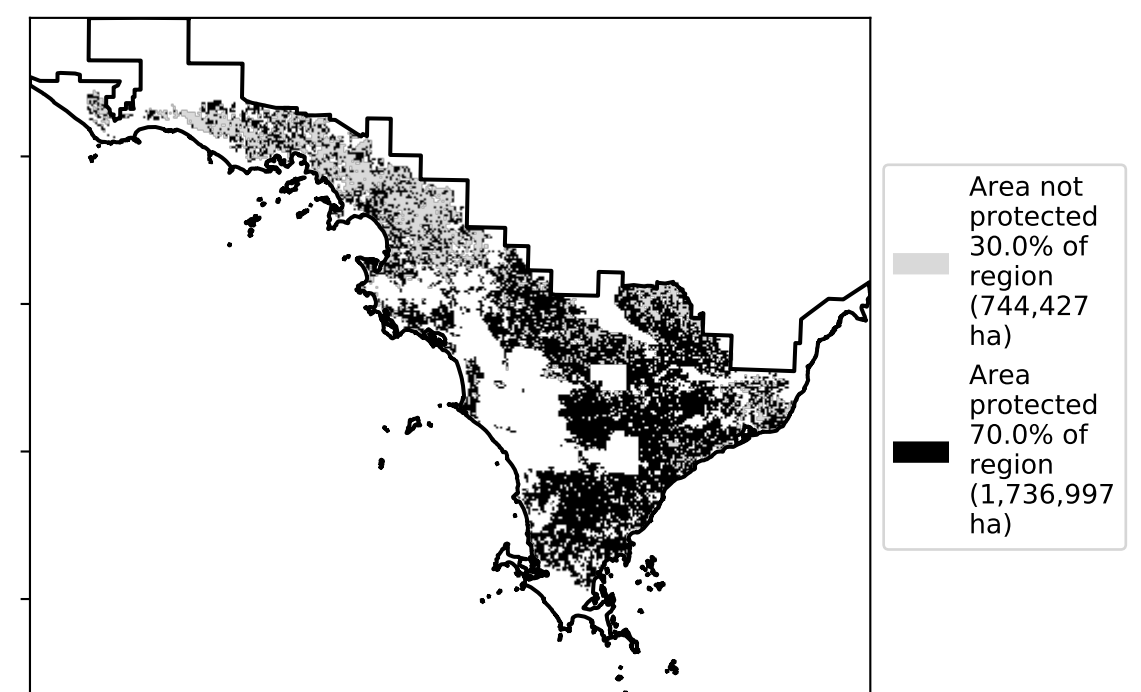 Area not
protected
30.0% of
region
(744,427
ha)
Area
protected
70.0% of
region
(1,736,997
ha)